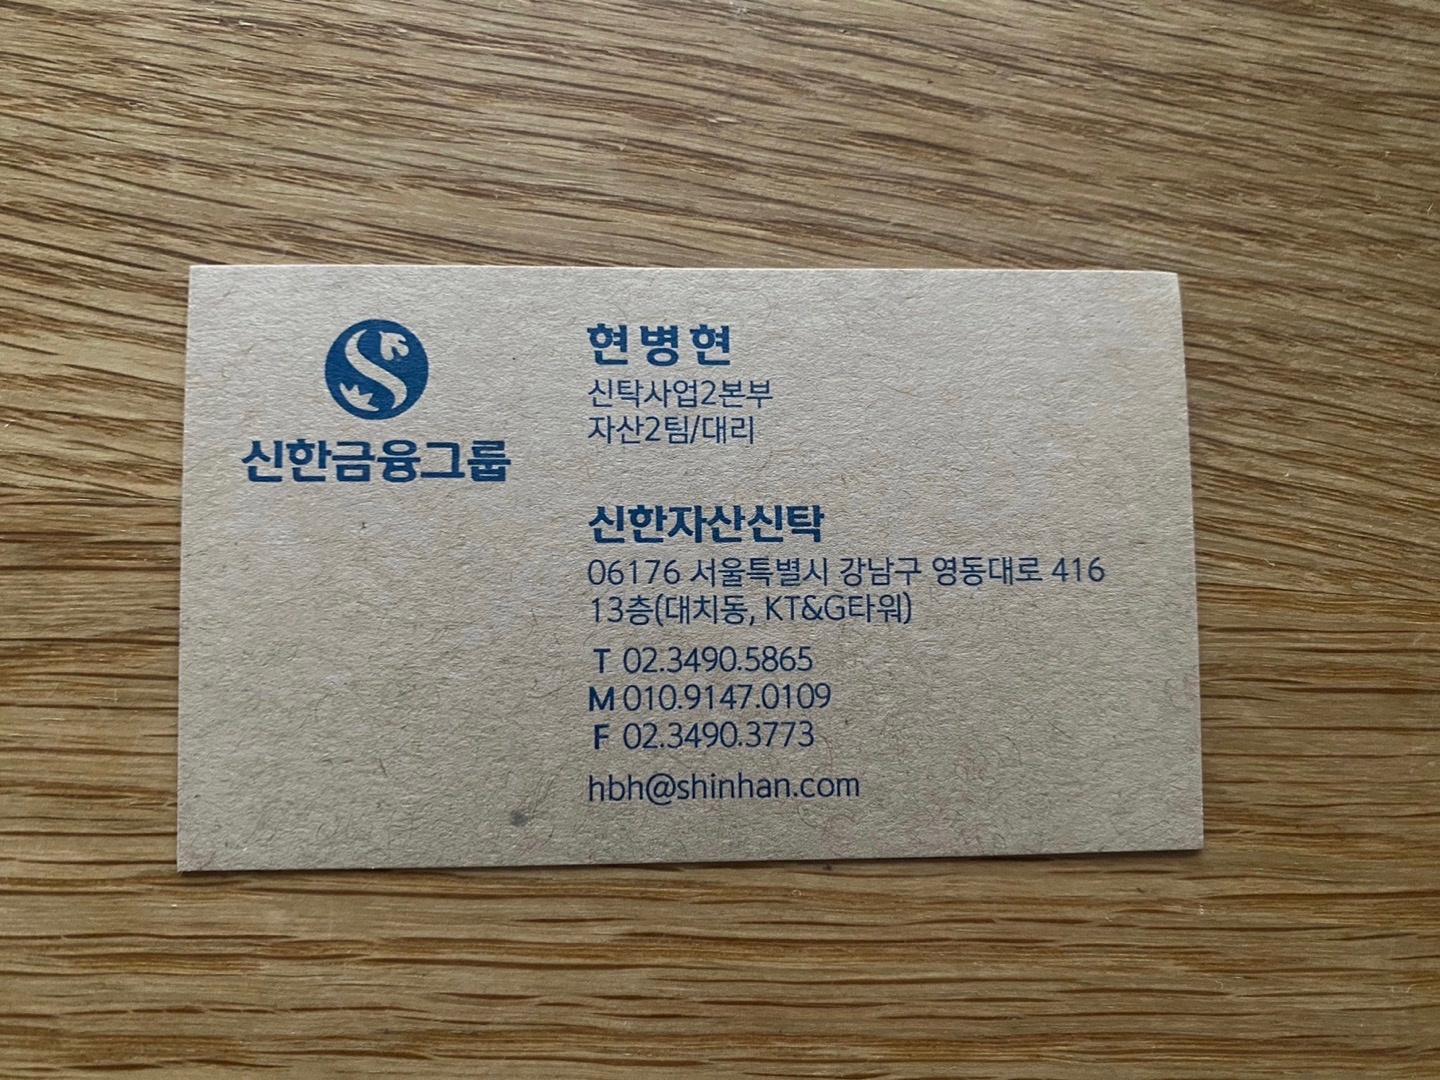 신한금융그룹
현병현
신탁사업2본부
자산2팀/대리
신한자산신탁
06176 서울특별시 강남구 영동대로 416
13층(대치동, KT&G타워)
T 02.3490.5865
M 010.9147.0109
F 02.3490.3773
hbh@shinhan.com